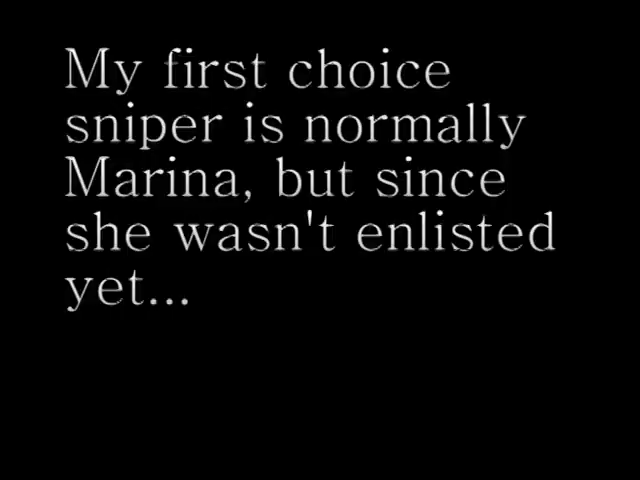 My first choice
sniper is normally
Marina, but since
she wasn't enlisted
yet...